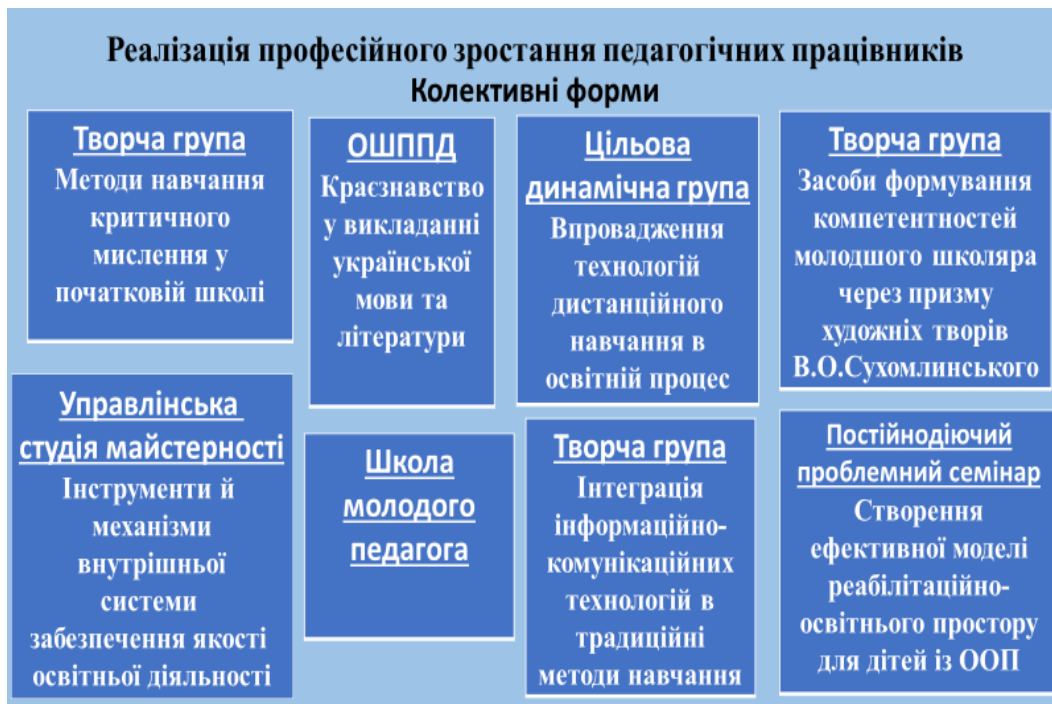 Реалізація професійного зростання педагогічних працівників
Колективні форми
Творча група
Методи навчання
критичного
мислення у
початковій школі
ОШППД
Краєзнавство
у викладанні
української
мови та
літератури
Цільова
динамічна група
Впровадження
технологій
дистанційного
навчання в
освітній процес
Творча група
Засоби формування
компетентностей
молодшого школяра
через призму
художніх творів
В.О.Сухомлинського
Управлінська
студія майстерності
Інструменти й
механізми
внутрішньої
системи
забезпечення якості
освітньої діяльності
Школа
молодого
педагога
Творча група
Інтеграція
інформаційно-
комунікаційних
технологій в
традиційні
методи навчання
Постійнодіючий
проблемний семінар
Створення
ефективної моделі
реабілітаційно-
освітнього простору
для дітей із ООП